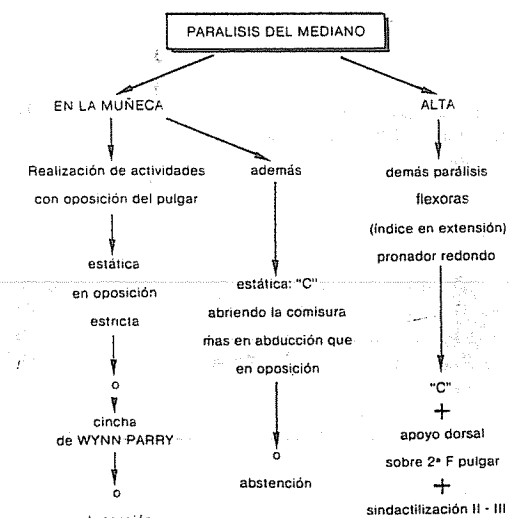 PARALISIS DEL MEDIANO
EN LA MUÑECA
ALTA
Realización de actividades
con oposición del pulgar
estática
en oposición
estricta
o
cincha
de WYNN PARRY
o
además
estática: "C"
abriendo la comisura
mas en abducción que
en oposición
o
abstención
demás parálisis
flexoras
(índice en extensión)
pronador redondo
"C"
+
apoyo dorsal
sobre 2ª F pulgar
+
sindactilización II - III